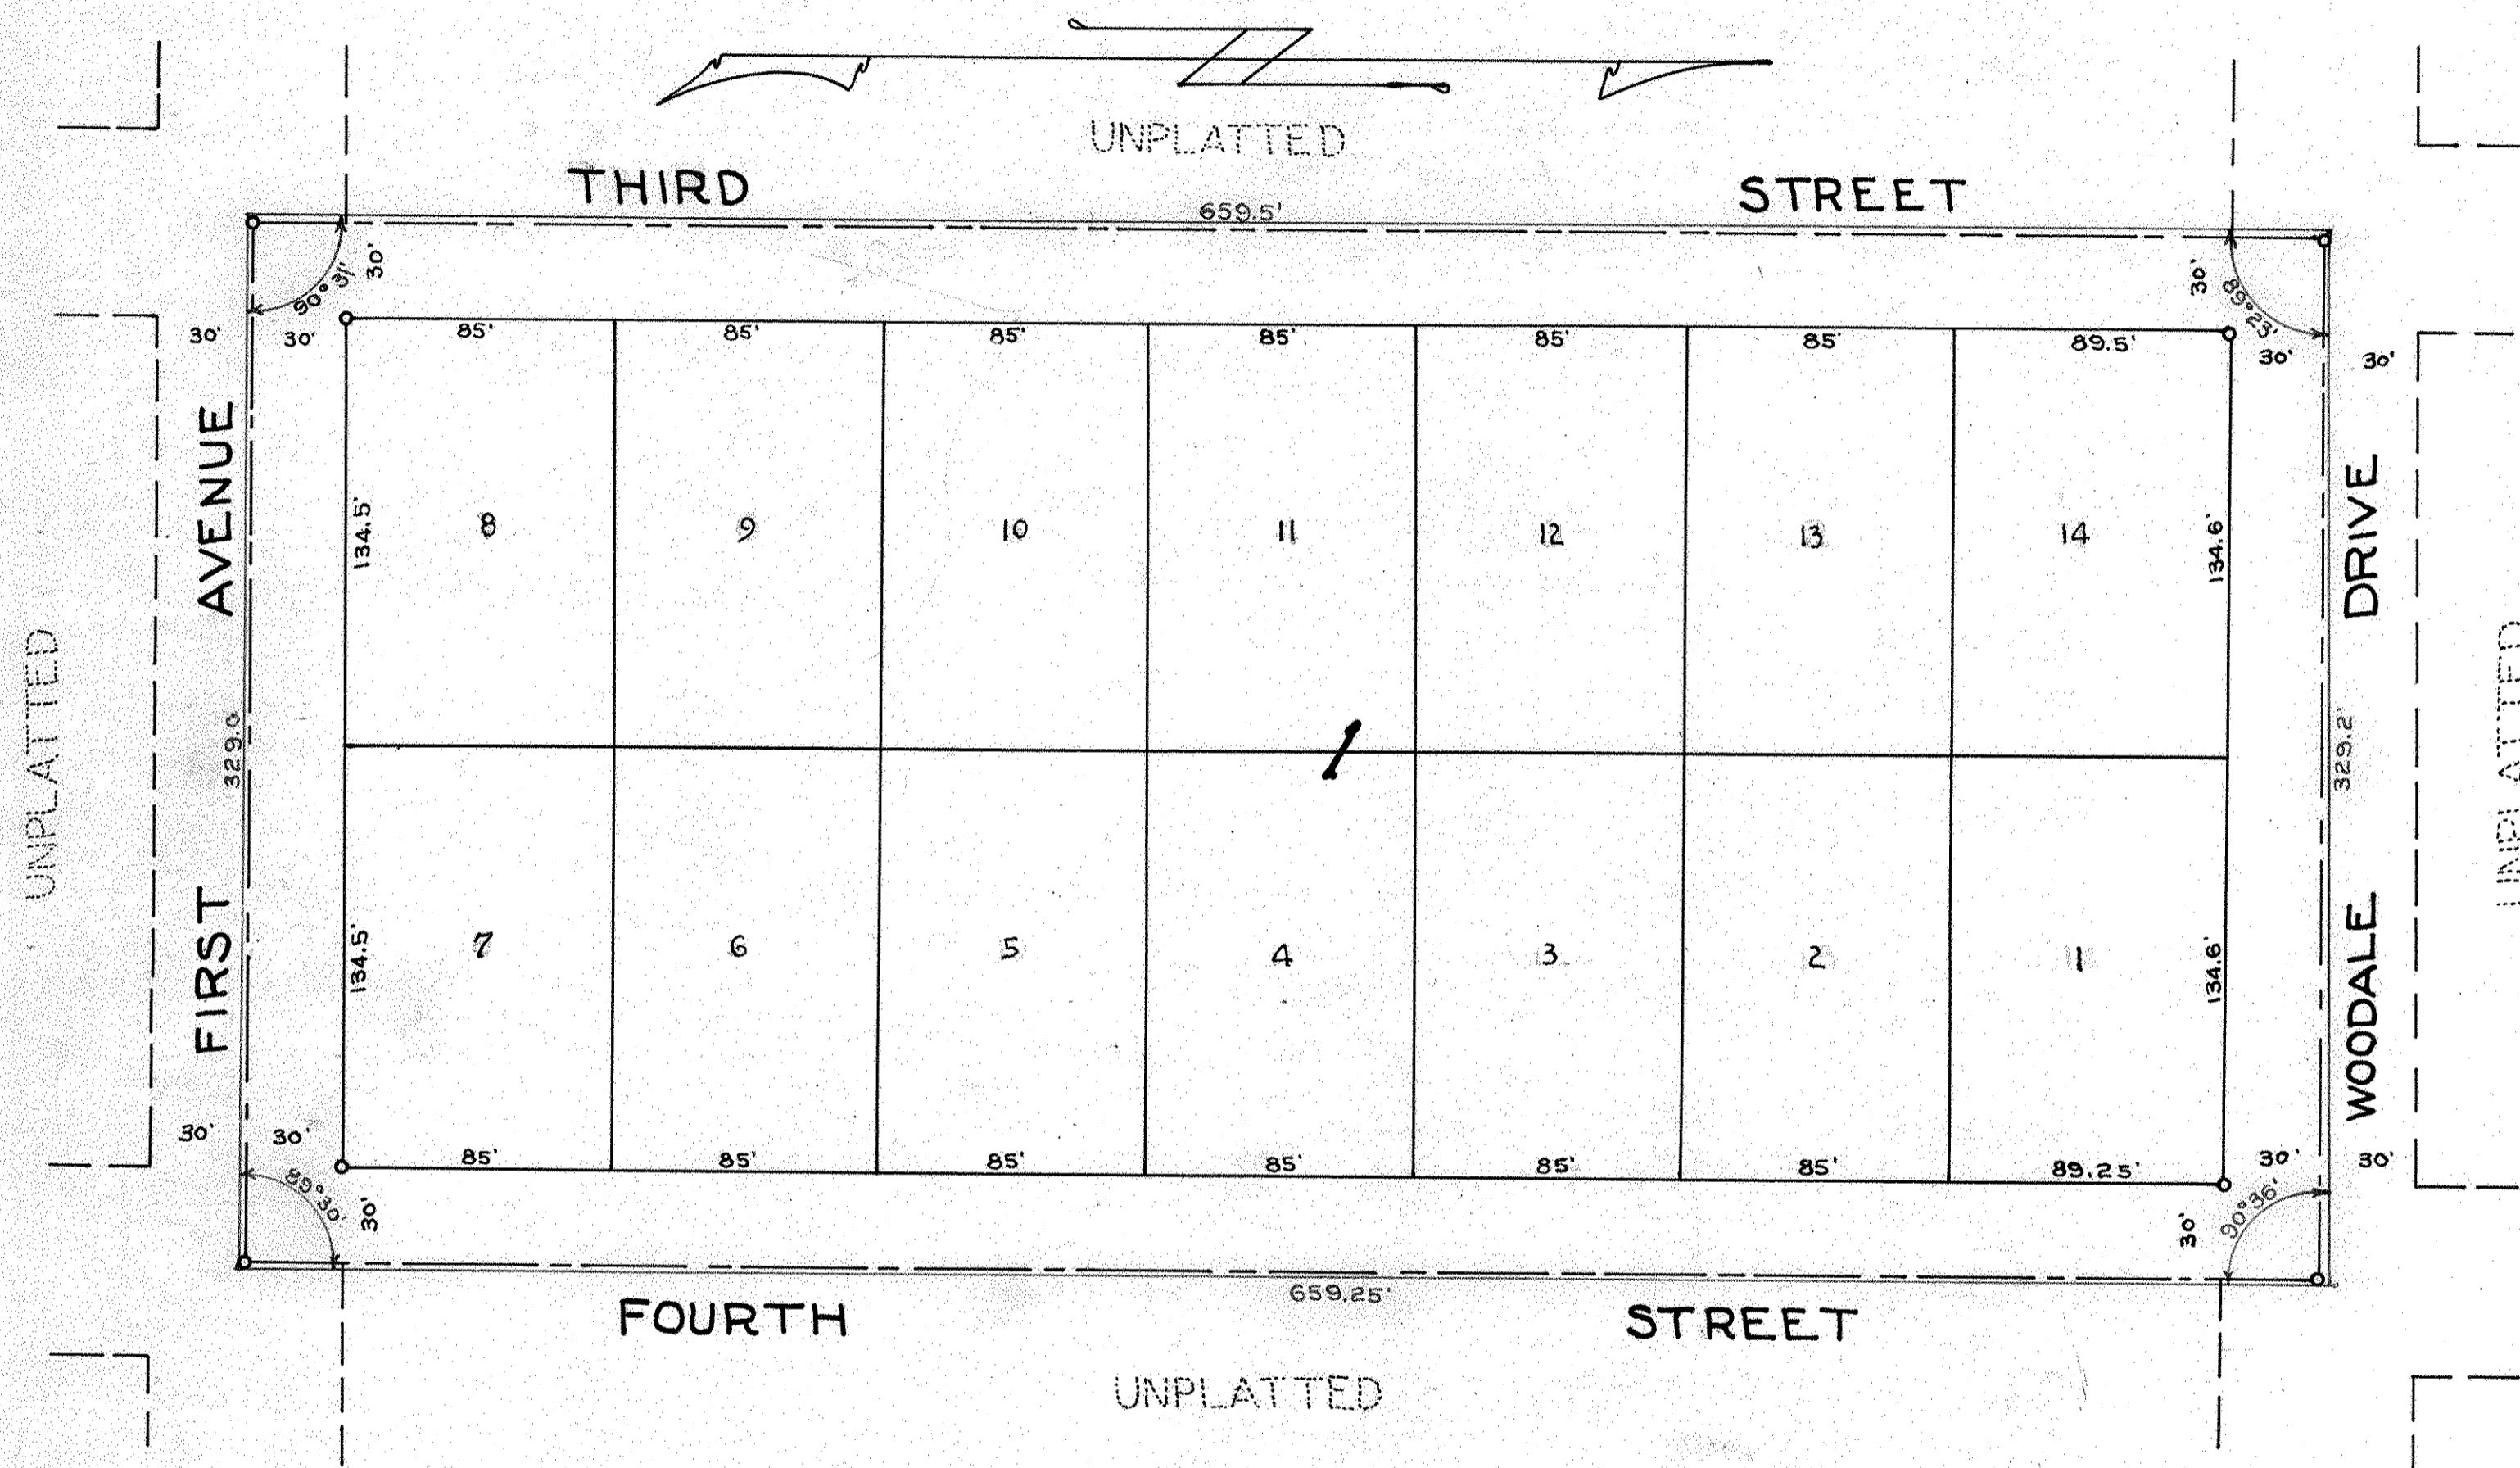 UNPLATTED
THIRD STREET
659.5'
90°31'
30'
30'
89°23'
30' 30'
85' 85' 85' 85' 85' 85' 89.5'
30' 30'
AVENUE
DRIVE
134.5'
8 9 10 11 12 13 14
134.6'
UNPLATTED
329.0
1
329.2'
UNPLATTED
FIRST
WOODALE
134.5'
7 6 5 4 3 2 1
134.6'
30' 30'
85' 85' 85' 85' 85' 85' 89.25'
30' 30'
89°30'
30'
30'
90°36'
659.25'
FOURTH STREET
UNPLATTED